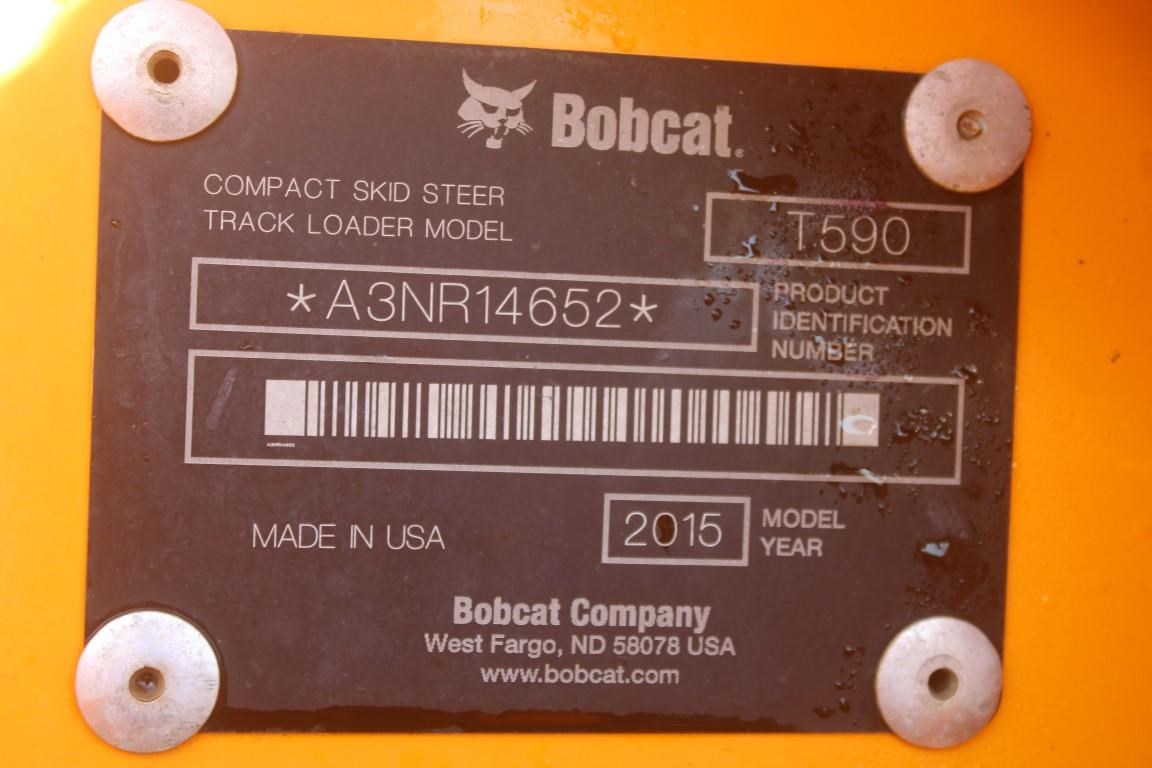 Bobcat.
COMPACT SKID STEER
TRACK LOADER MODEL
T590
*A3NR14652*
PRODUCT
IDENTIFICATION
NUMBER
MADE IN USA
2015
MODEL
YEAR
Bobcat Company
West Fargo, ND 58078 USA
www.bobcat.com